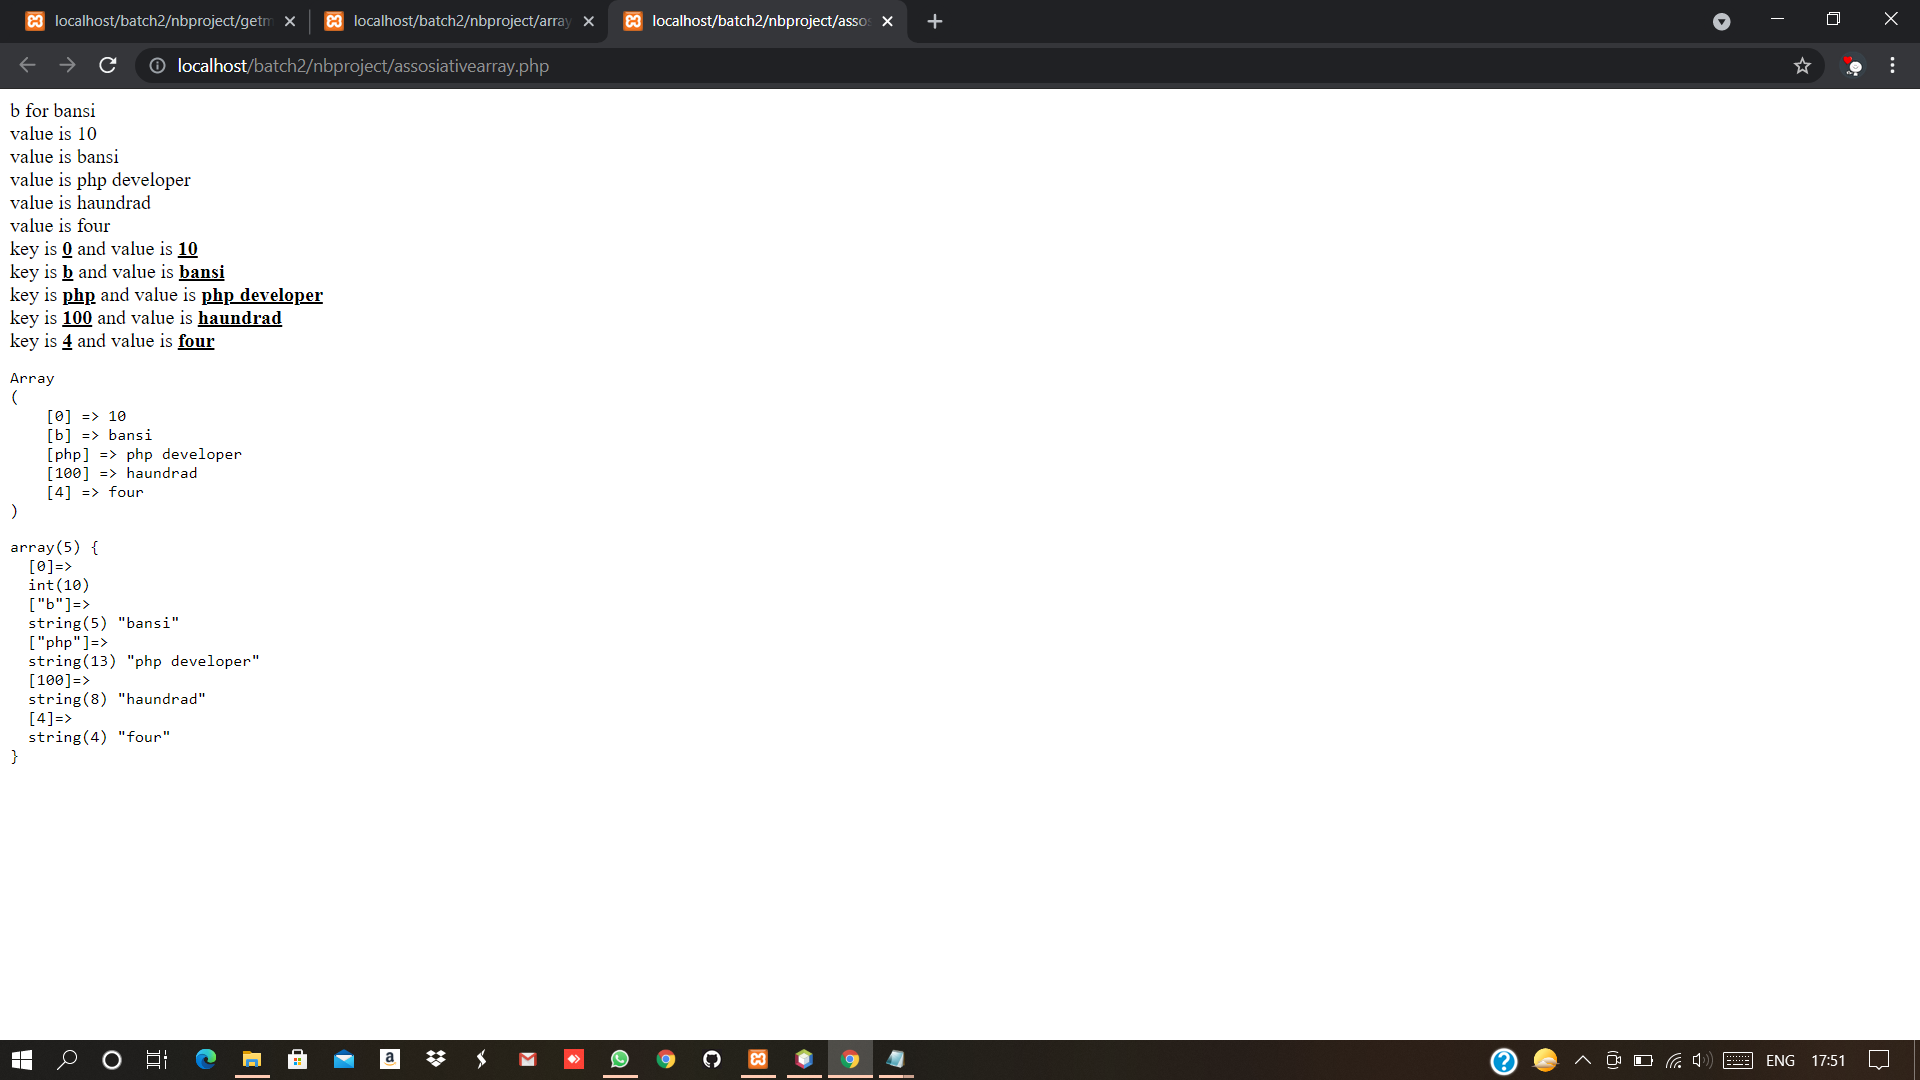 localhost/batch2/nbproject/getm
localhost/batch2/nbproject/array
localhost/batch2/nbproject/assos
localhost/batch2/nbproject/assosiativearray.php
b for bansi
value is 10
value is bansi
value is php developer
value is haundrad
value is four
key is 0 and value is 10
key is b and value is bansi
key is php and value is php developer
key is 100 and value is haundrad
key is 4 and value is four
Array
(
    [0] => 10
    [b] => bansi
    [php] => php developer
    [100] => haundrad
    [4] => four
)
array(5) {
  [0]=>
  int(10)
  ["b"]=>
  string(5) "bansi"
  ["php"]=>
  string(13) "php developer"
  [100]=>
  string(8) "haundrad"
  [4]=>
  string(4) "four"
}
ENG 17:51